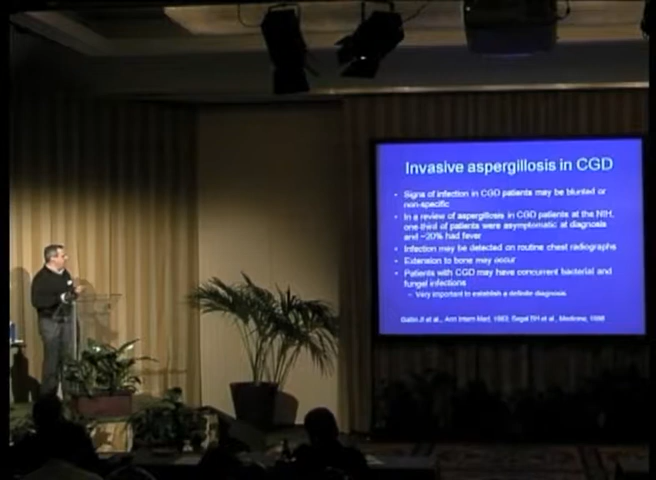 Invasive aspergillosis in CGD
• Signs of infection in CGD patients may be blunted or
non-specific
• In a review of aspergillosis in CGD patients at the NIH,
one-third of patients were asymptomatic at diagnosis
and ~20% had fever
• Infection may be detected on routine chest radiographs
• Extension to bone may occur
• Patients with CGD may have concurrent bacterial and
fungal infections
– Very important to establish a definite diagnosis
Gallin JI et al., Ann Intern Med, 1983; Segal BH et al., Medicine, 1998